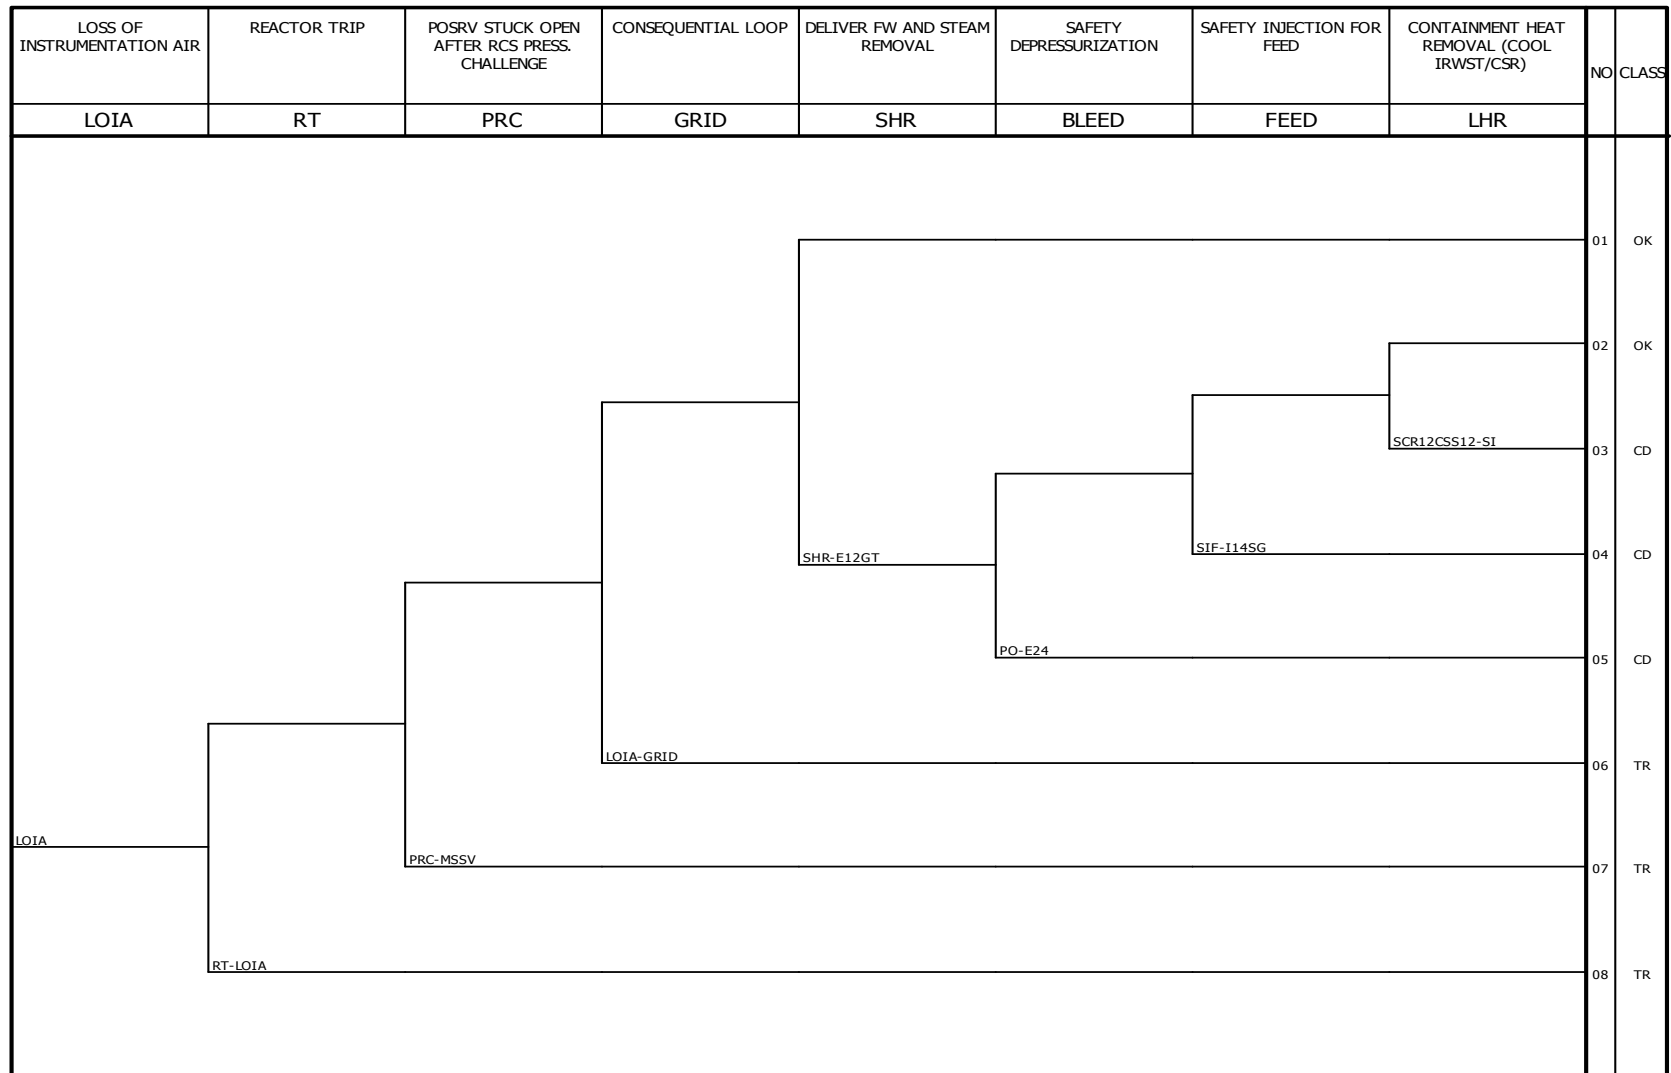 LOSS OF
INSTRUMENTATION AIR
REACTOR TRIP
POSRV STUCK OPEN
AFTER RCS PRESS.
CHALLENGE
CONSEQUENTIAL LOOP
DELIVER FW AND STEAM
REMOVAL
SAFETY
DEPRESSURIZATION
SAFETY INJECTION FOR
FEED
CONTAINMENT HEAT
REMOVAL (COOL
IRWST/CSR)
NO CLASS
LOIA RT PRC GRID SHR BLEED FEED LHR
01 OK
02 OK
SCR12CSS12-SI
03 CD
SIF-I14SG
04 CD
SHR-E12GT
PO-E24
05 CD
LOIA-GRID
06 TR
LOIA
PRC-MSSV
07 TR
RT-LOIA
08 TR